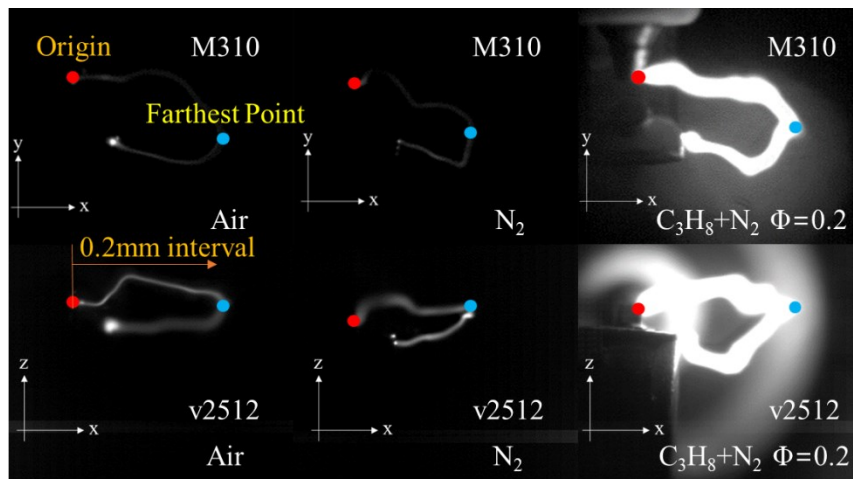 Origin
M310
Farthest Point
y
x
Air
M310
y
x
N₂
M310
y
x
C₃H₈+N₂ Φ=0.2
0.2mm interval
z
x
v2512
Air
z
x
v2512
N₂
z
x
v2512
C₃H₈+N₂ Φ=0.2